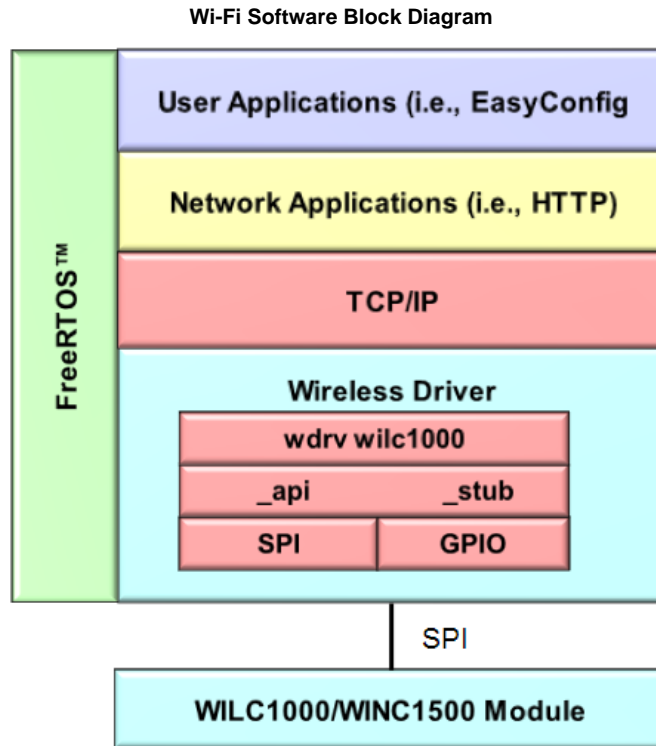 Wi-Fi Software Block Diagram
FreeRTOS™
User Applications (i.e., EasyConfig
Network Applications (i.e., HTTP)
TCP/IP
Wireless Driver
wdrv wilc1000
_api _stub
SPI GPIO
SPI
WILC1000/WINC1500 Module